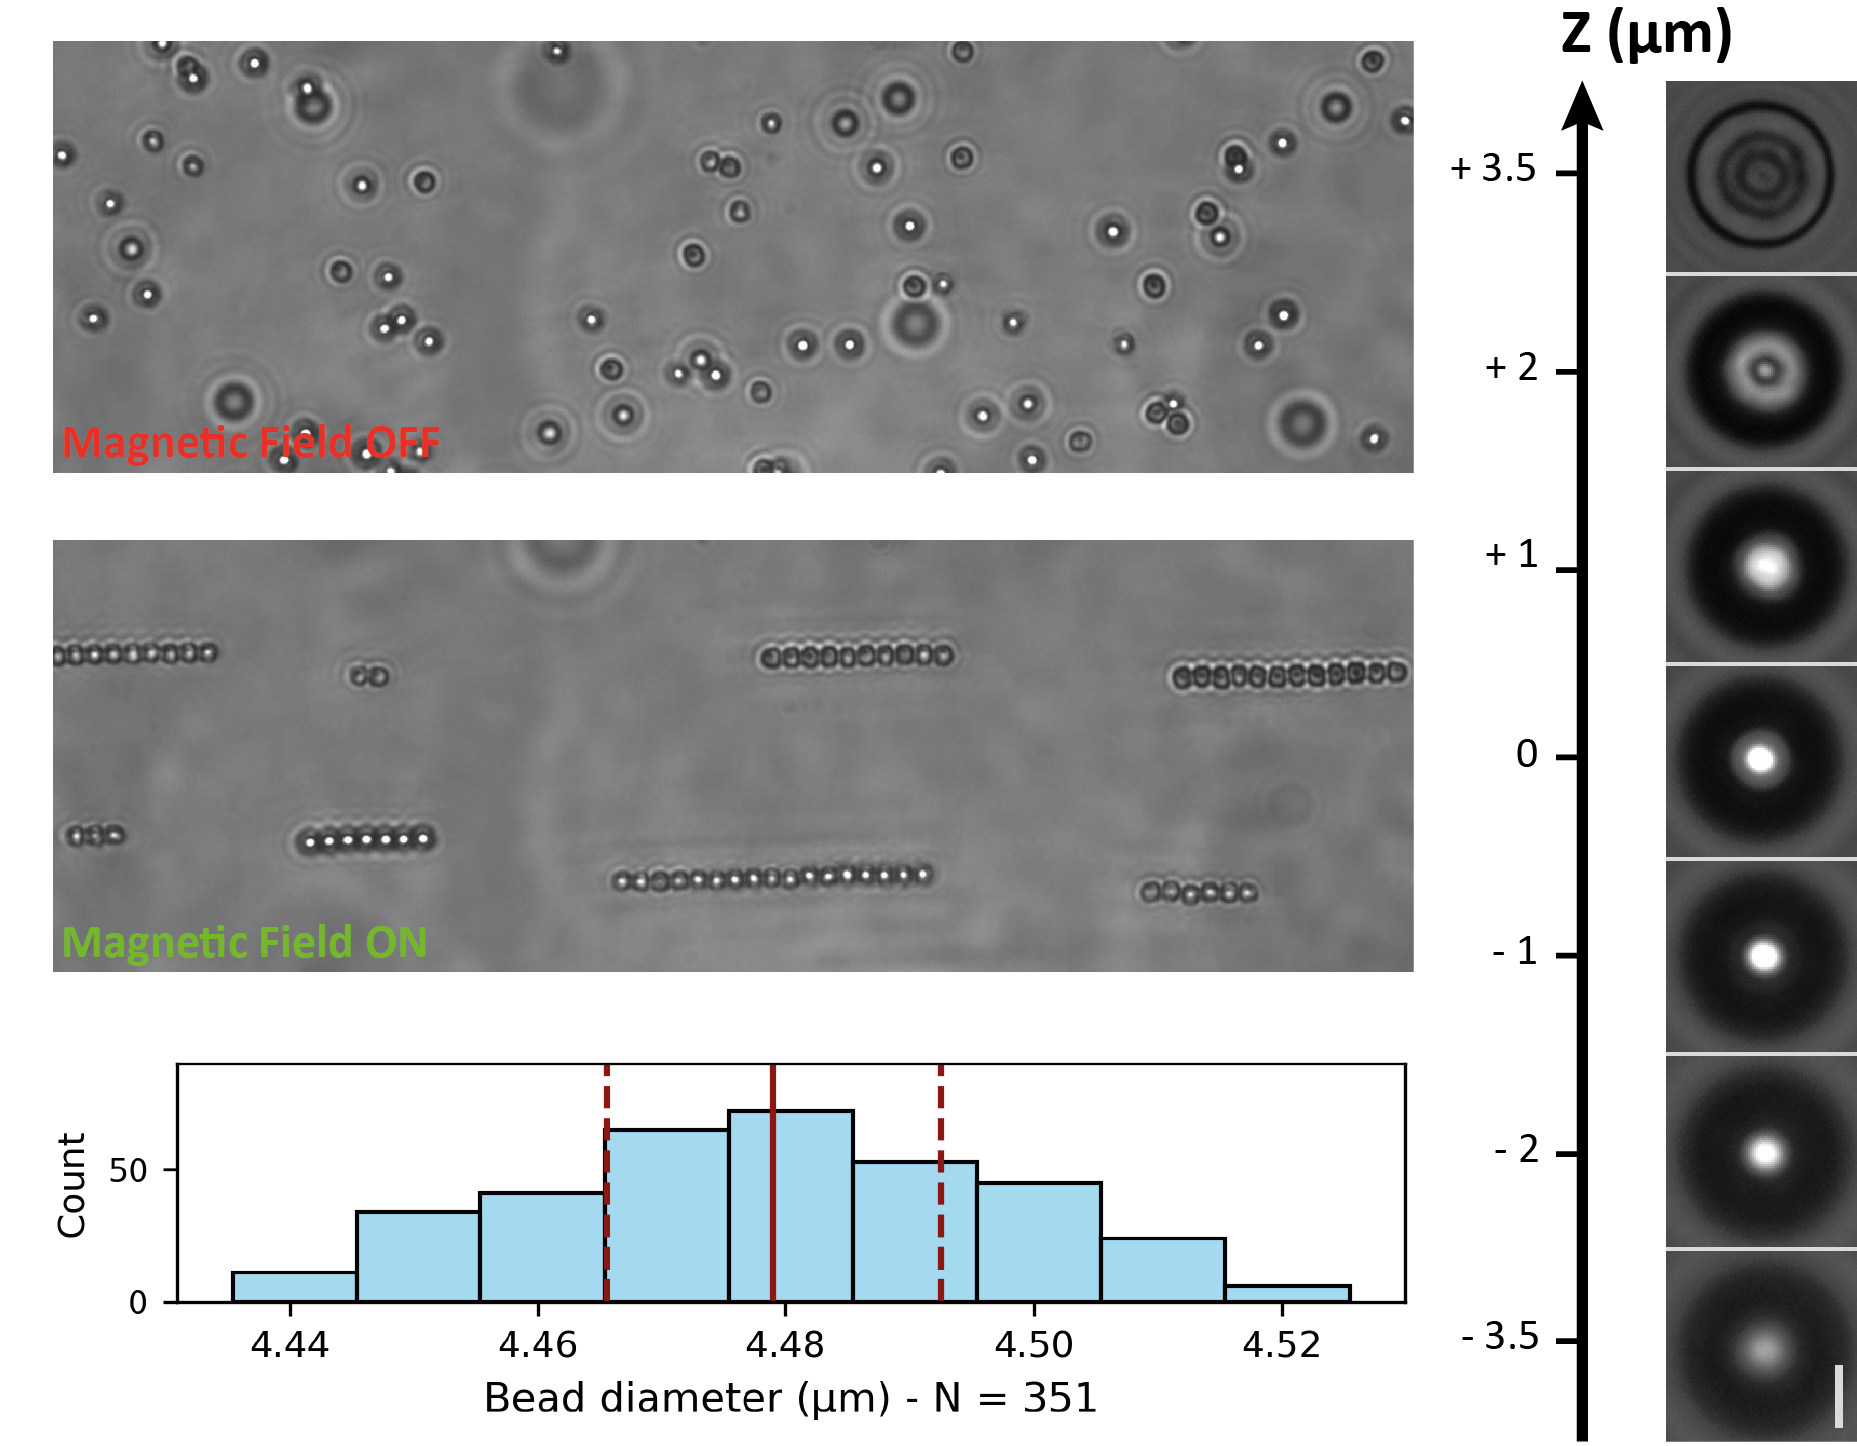 Z (µm)
Magnetic Field OFF
Magnetic Field ON
+ 3.5
+ 2
+ 1
0
- 1
- 2
- 3.5
Count
50
0
4.44 4.46 4.48 4.50 4.52
Bead diameter (µm) - N = 351